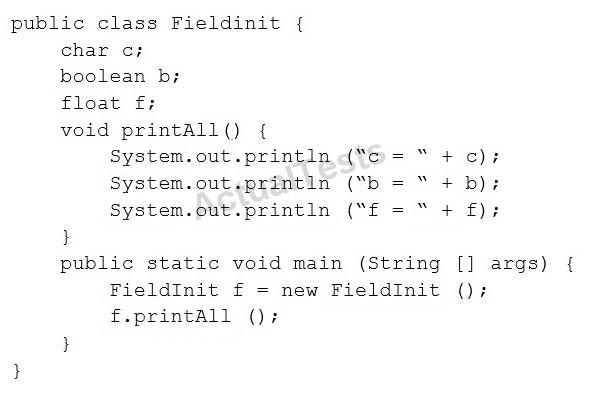 public class Fieldinit {
    char c;
    boolean b;
    float f;
    void printAll() {
        System.out.println (“c = “ + c);
        System.out.println (“b = “ + b);
        System.out.println (“f = “ + f);
    }
    public static void main (String [] args) {
        FieldInit f = new FieldInit ();
        f.printAll ();
    }
}
ActualTests